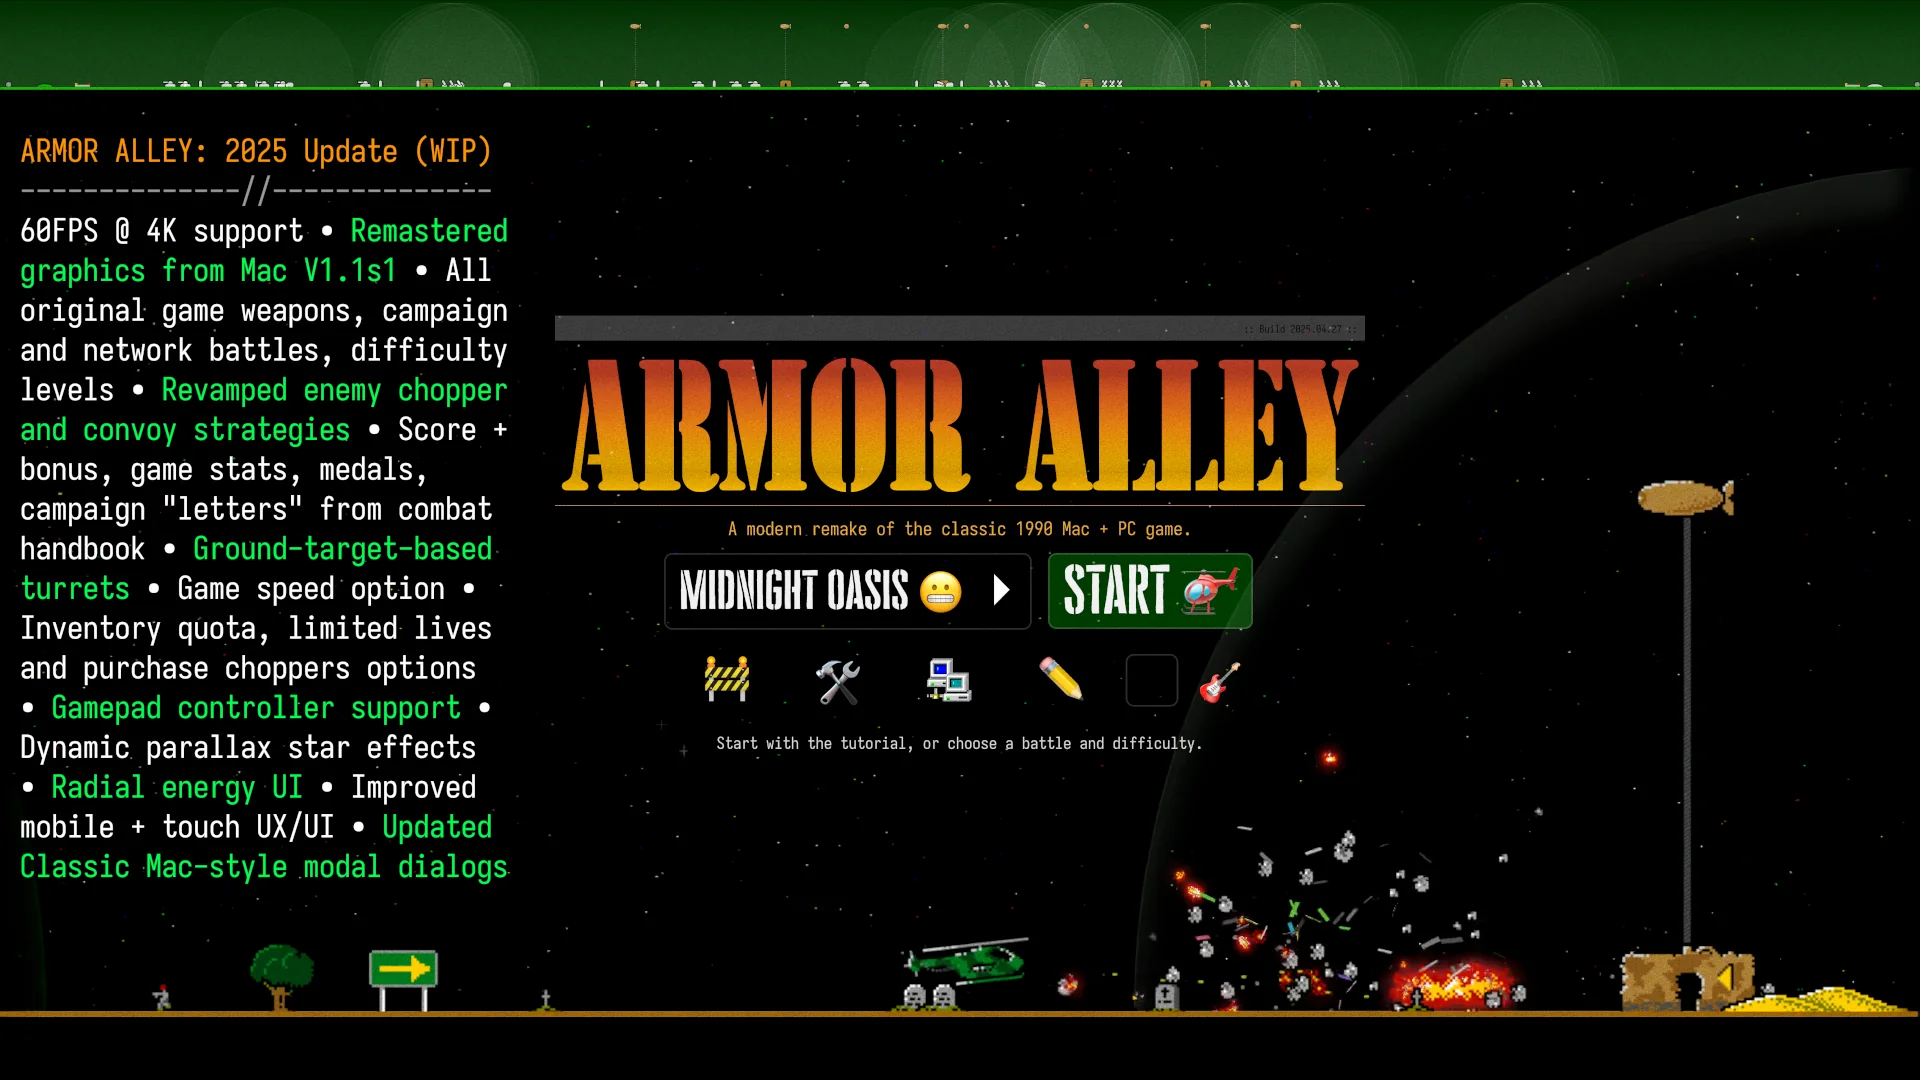 ARMOR ALLEY: 2025 Update (WIP)
--------------//--------------
60FPS @ 4K support • Remastered
graphics from Mac V1.1s1 • All
original game weapons, campaign
and network battles, difficulty
levels • Revamped enemy chopper
and convoy strategies • Score +
bonus, game stats, medals,
campaign "letters" from combat
handbook • Ground-target-based
turrets • Game speed option •
Inventory quota, limited lives
and purchase choppers options
• Gamepad controller support •
Dynamic parallax star effects
• Radial energy UI • Improved
mobile + touch UX/UI • Updated
Classic Mac-style modal dialogs
:: Build 2025.04.27 ::
ARMOR ALLEY
A modern remake of the classic 1990 Mac + PC game.
MIDNIGHT OASIS 😬
START 🚁
Start with the tutorial, or choose a battle and difficulty.